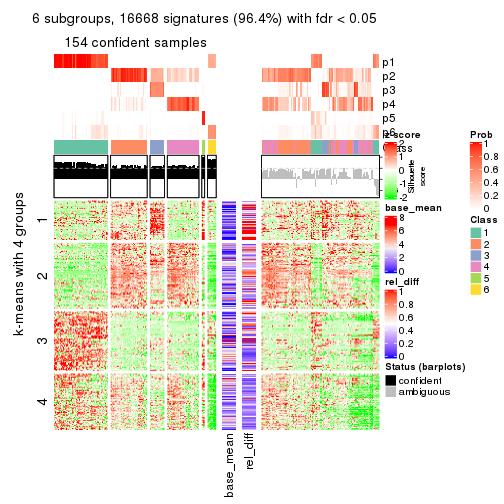 6 subgroups, 16668 signatures (96.4%) with fdr < 0.05
154 confident samples
p1
p2
p3
p4
p5
p6
Class
Silhouette score
k-means with 4 groups
1
2
3
4
base_mean
rel_diff
z-score
2
1
0
-1
-2
base_mean
8
6
4
2
0
rel_diff
1
0.8
0.6
0.4
0.2
0
Status (barplots)
confident
ambiguous
Prob
1
0.8
0.6
0.4
0.2
0
Class
1
2
3
4
5
6